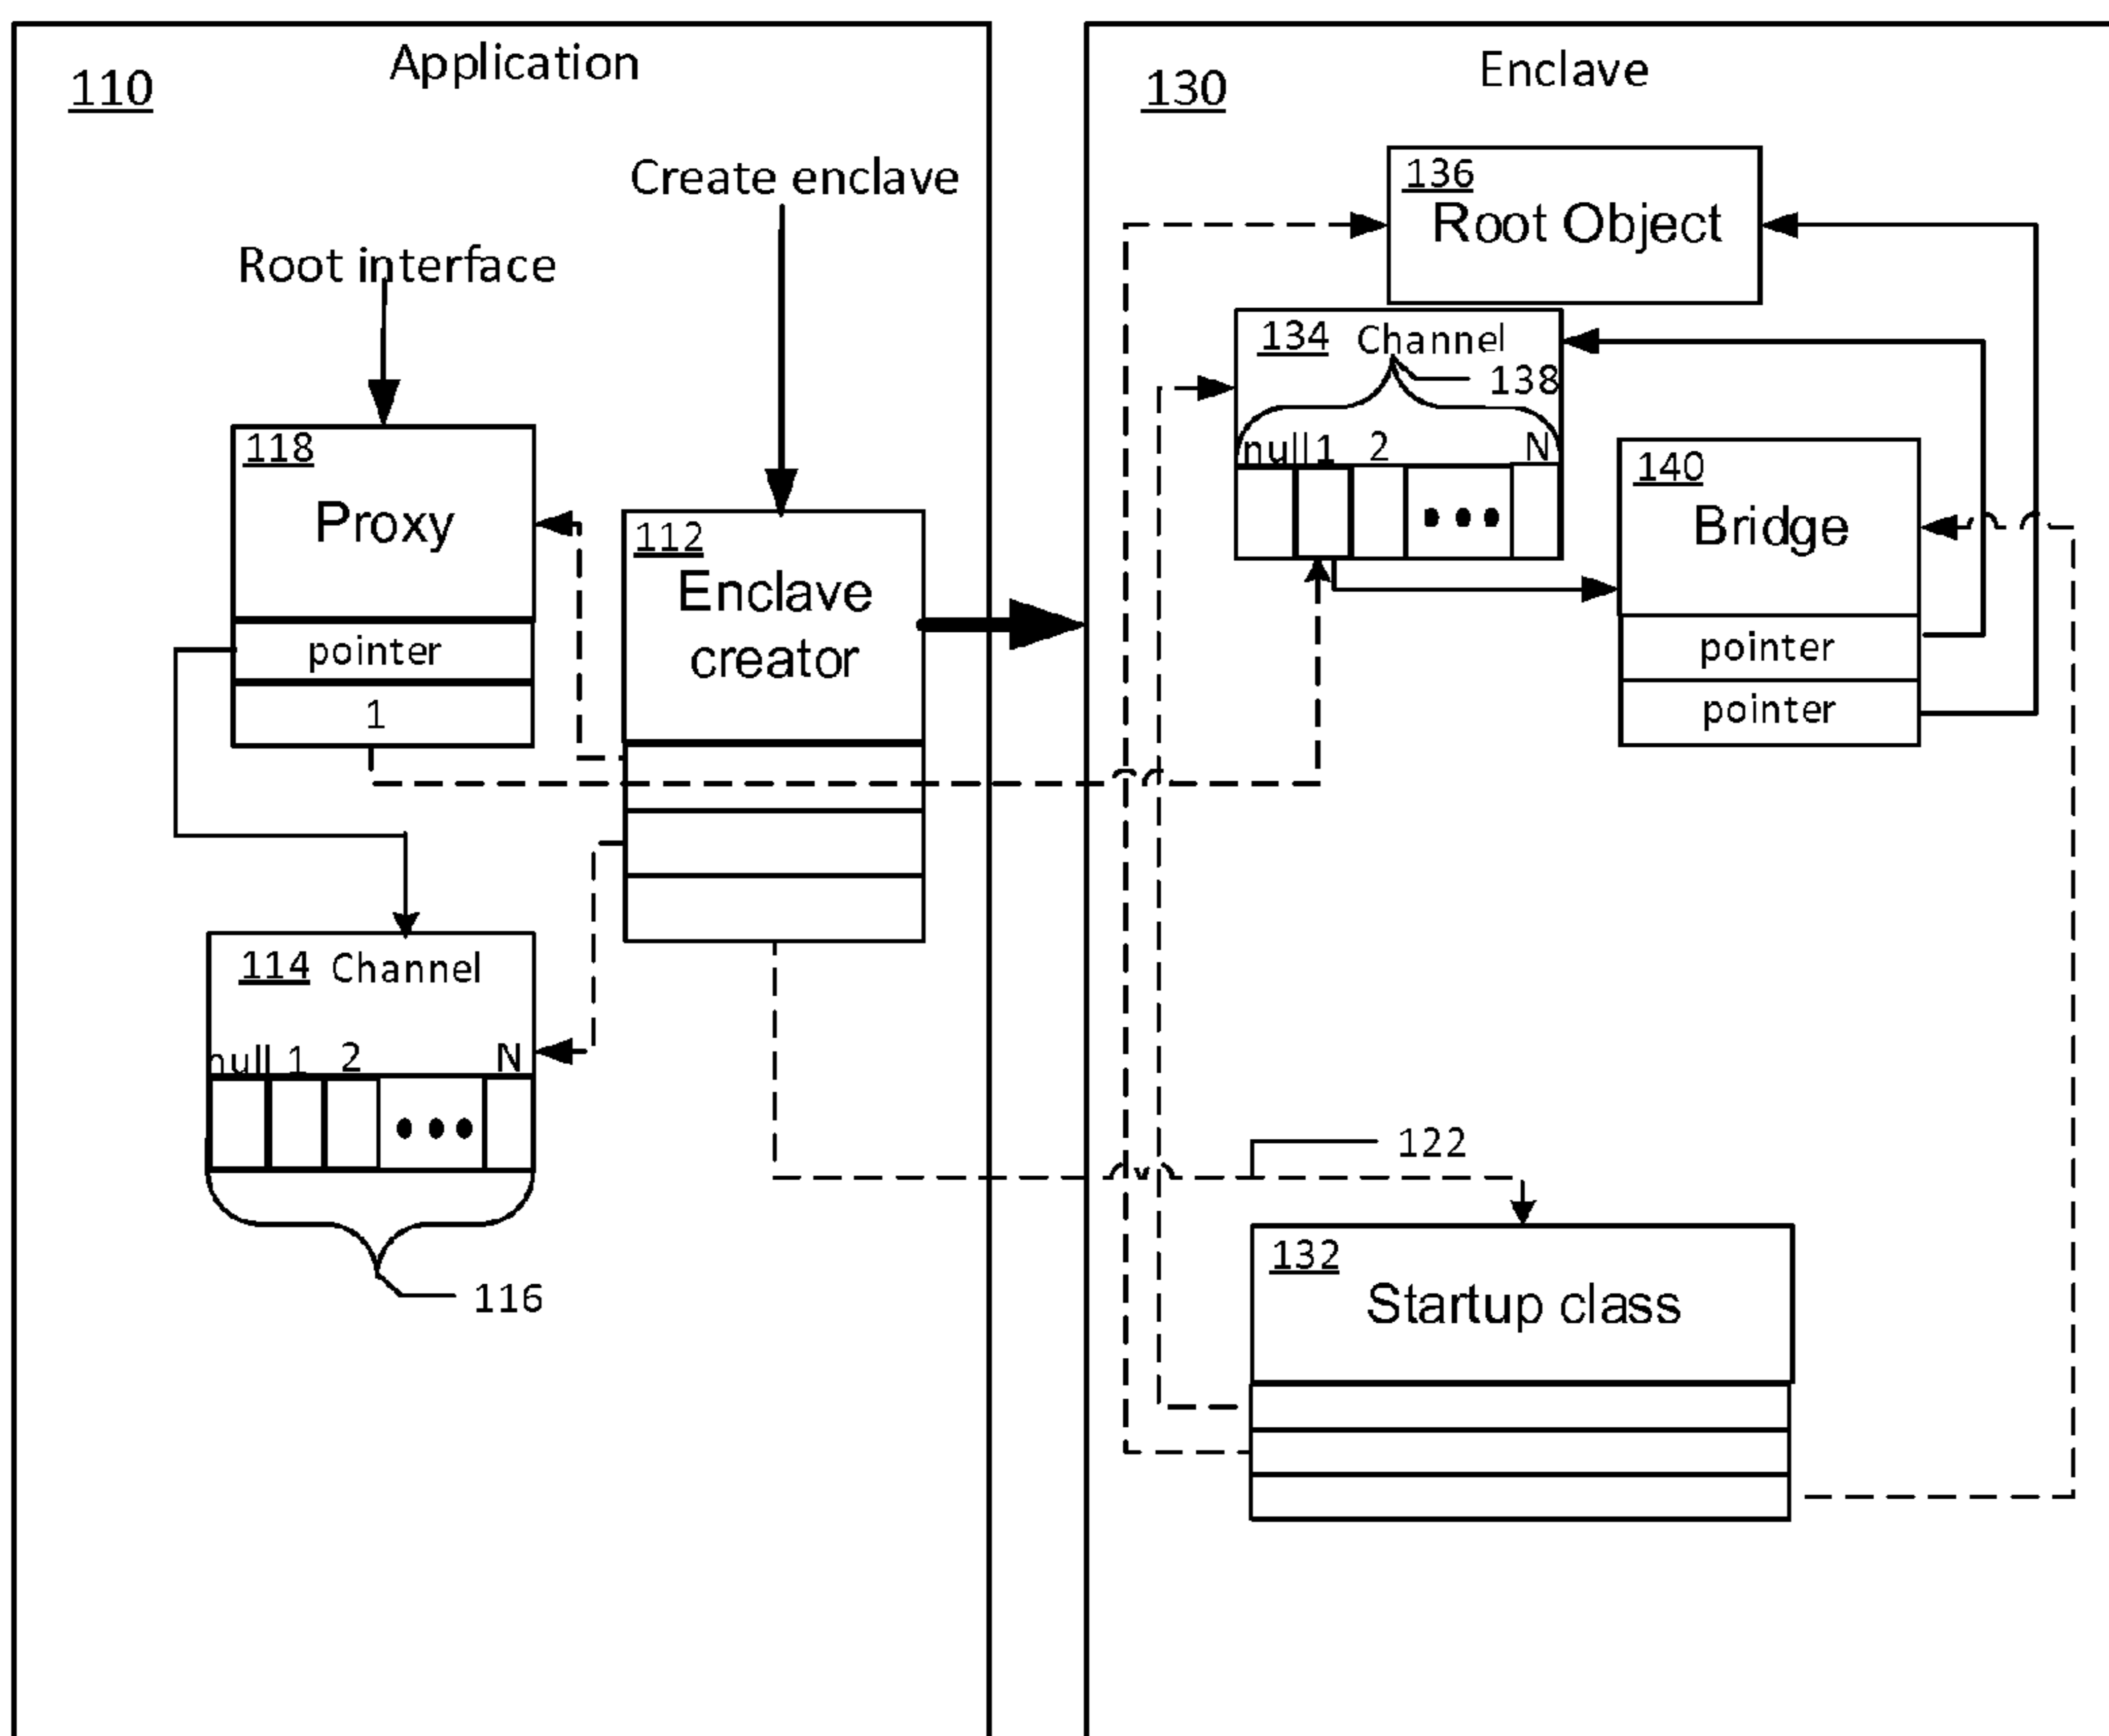 Application
110
Create enclave
Root interface
118
Proxy
pointer
1
112
Enclave
creator
114 Channel
null 1 2 N
116
Enclave
130
136
Root Object
134 Channel
138
null 1 2 N
140
Bridge
pointer
pointer
122
132
Startup class